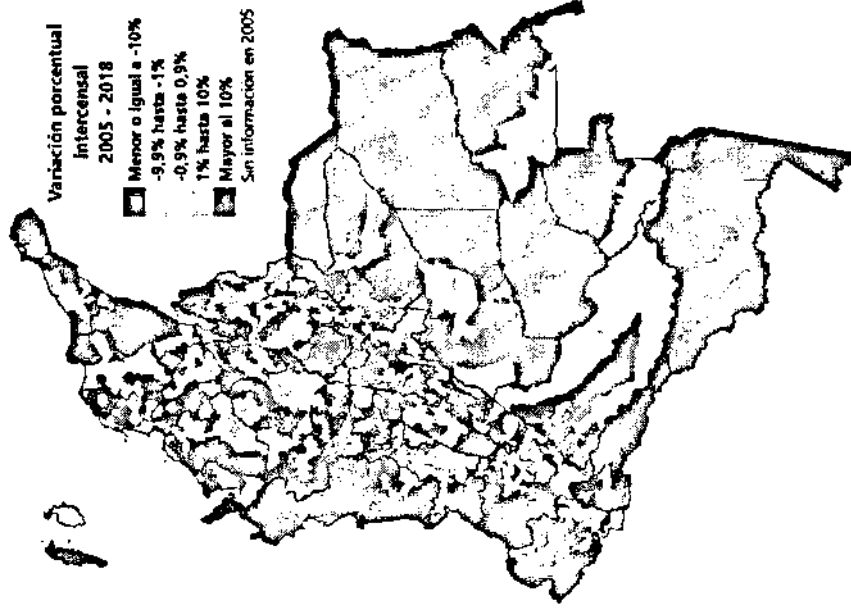 Variación porcentual
Intercensal
2005 - 2018
Menor o igual a -10%
-9,9% hasta -1%
-0,9% hasta 0,9%
1% hasta 10%
Mayor al 10%
Sin informacion en 2005